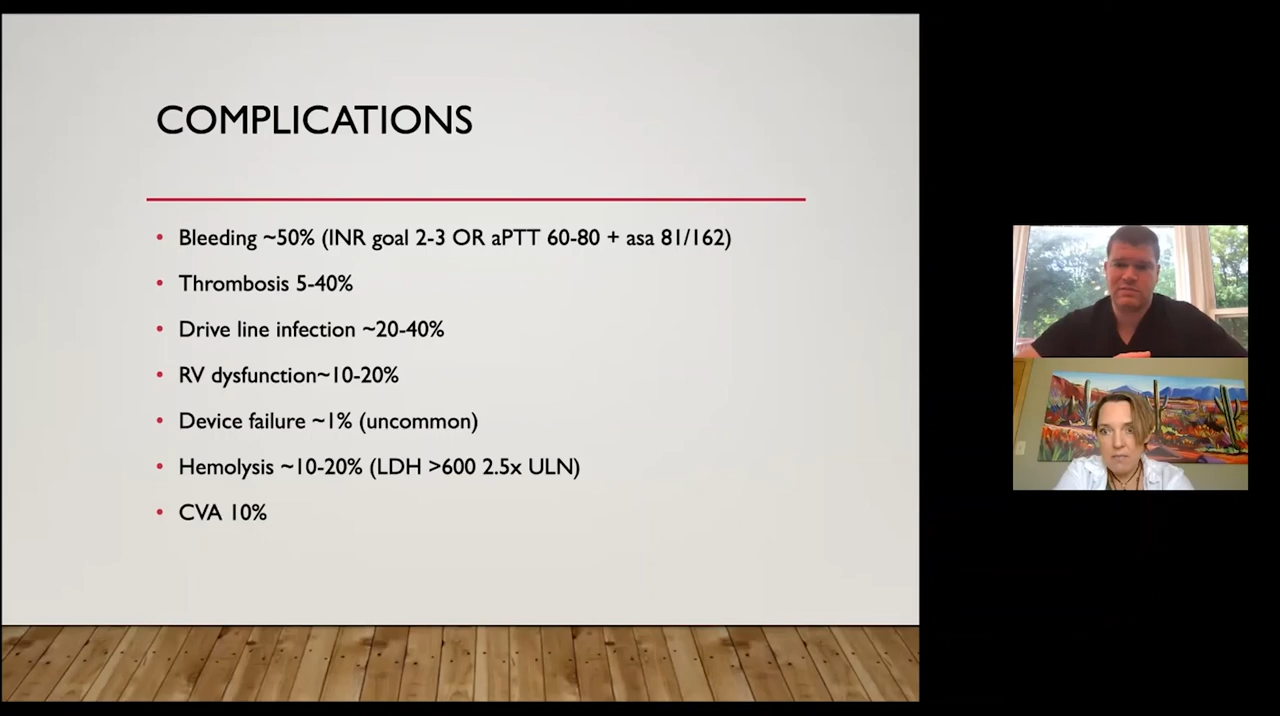 COMPLICATIONS
• Bleeding ~50% (INR goal 2-3 OR aPTT 60-80 + asa 81/162)
• Thrombosis 5-40%
• Drive line infection ~20-40%
• RV dysfunction~10-20%
• Device failure ~1% (uncommon)
• Hemolysis ~10-20% (LDH >600 2.5x ULN)
• CVA 10%